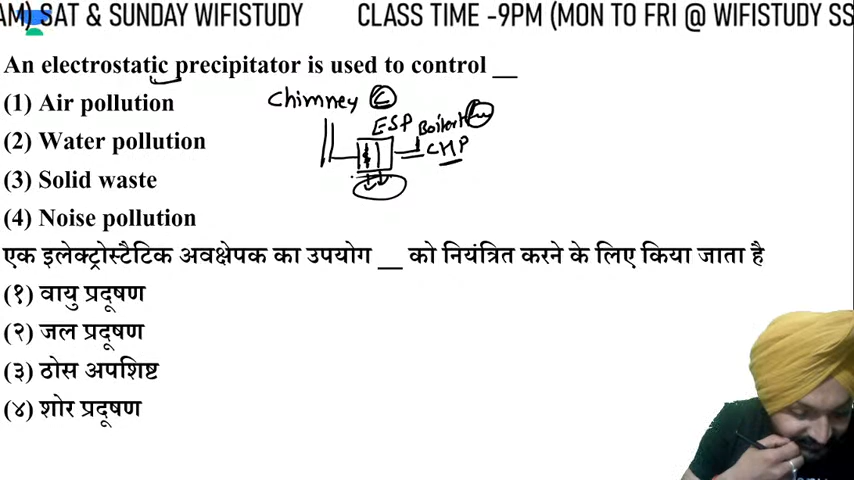 AM) SAT & SUNDAY WIFISTUDY CLASS TIME -9PM (MON TO FRI @ WIFISTUDY SS
An electrostatic precipitator is used to control __
(1) Air pollution
Chimney C
ESP Boiler
(2) Water pollution
CHP
(3) Solid waste
(4) Noise pollution
एक इलेक्ट्रोस्टैटिक अवक्षेपक का उपयोग __ को नियंत्रित करने के लिए किया जाता है
(१) वायु प्रदूषण
(२) जल प्रदूषण
(३) ठोस अपशिष्ट
(४) शोर प्रदूषण